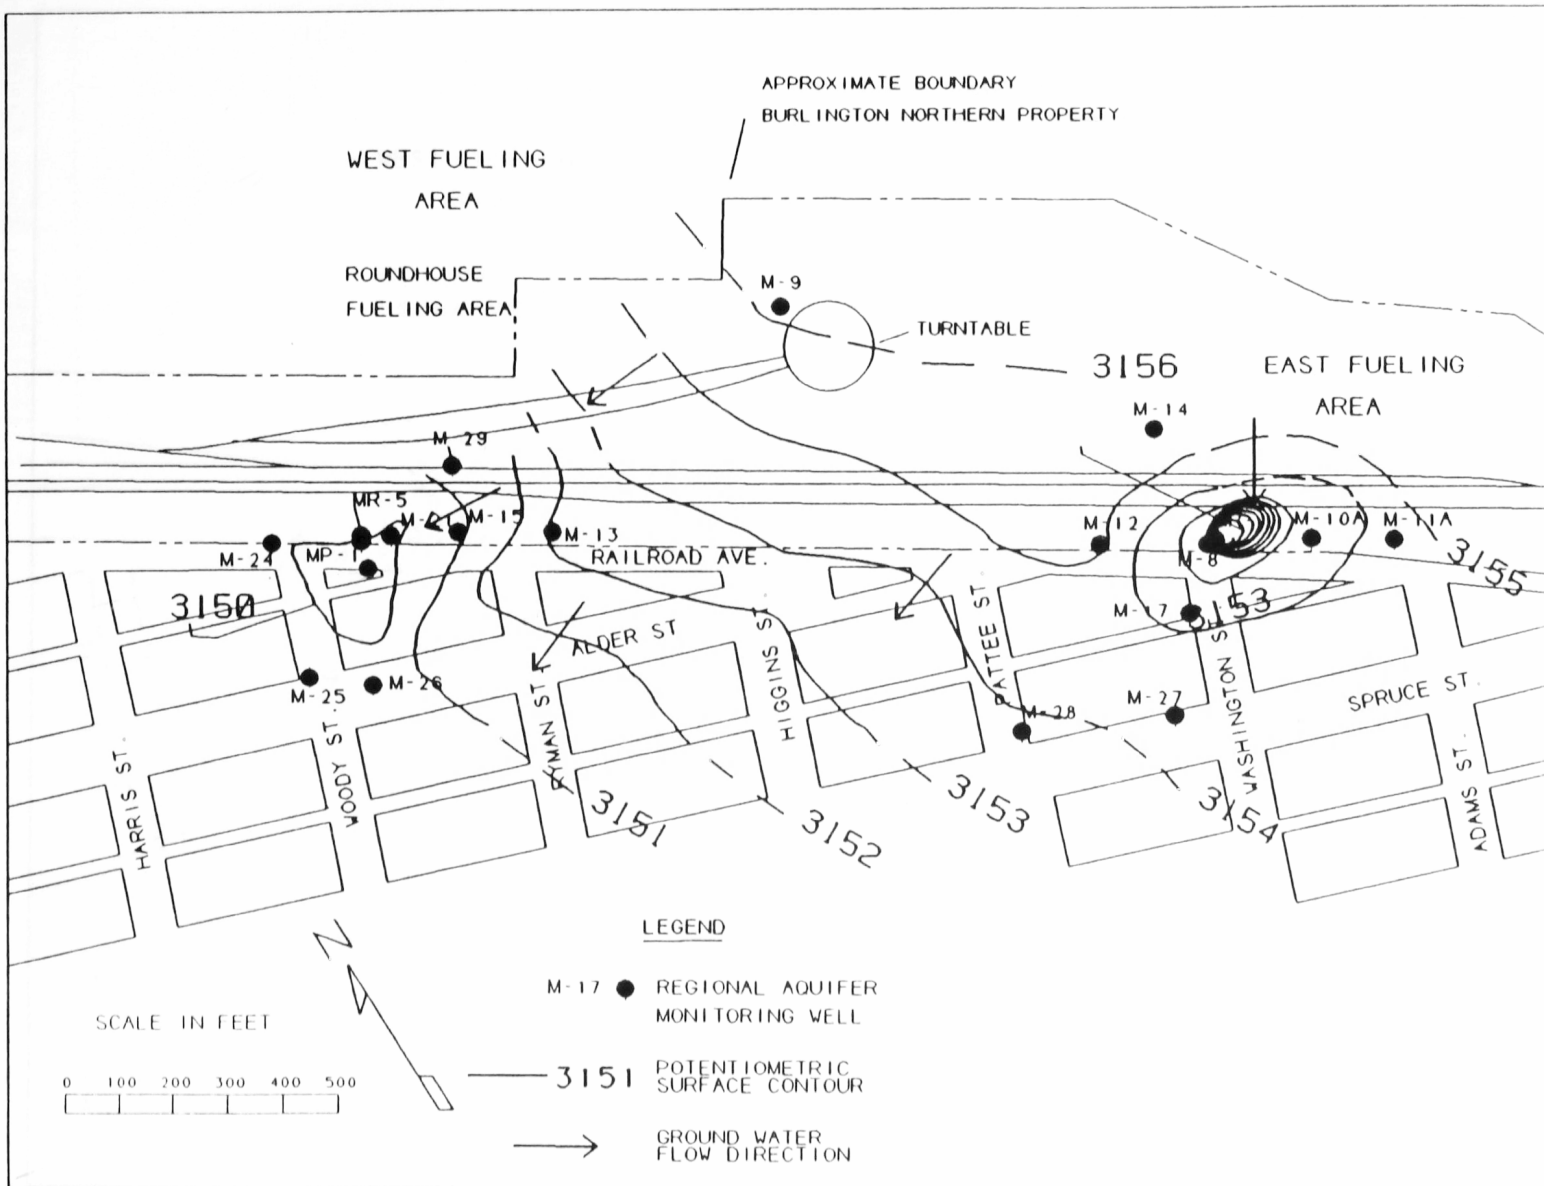 APPROXIMATE BOUNDARY
BURLINGTON NORTHERN PROPERTY
WEST FUELING
AREA
ROUNDHOUSE
FUELING AREA
M-9
TURNTABLE
3156
EAST FUELING
AREA
M-14
M-29
MR-5
M-15
M-13
M-12
M-10A
M-11A
M-24
MP-1
RAILROAD AVE.
M-8
3155
3150
M-17
3153
ALDER ST
HIGGINS ST.
PATTEE ST.
WASHINGTON ST.
M-25
M-26
M-28
M-27
SPRUCE ST.
HARRIS ST.
WOODY ST.
RYMAN ST.
ADAMS ST.
3151
3152
3153
3154
N
LEGEND
M-17 REGIONAL AQUIFER
MONITORING WELL
SCALE IN FEET
0 100 200 300 400 500
3151 POTENTIOMETRIC
SURFACE CONTOUR
GROUND WATER
FLOW DIRECTION